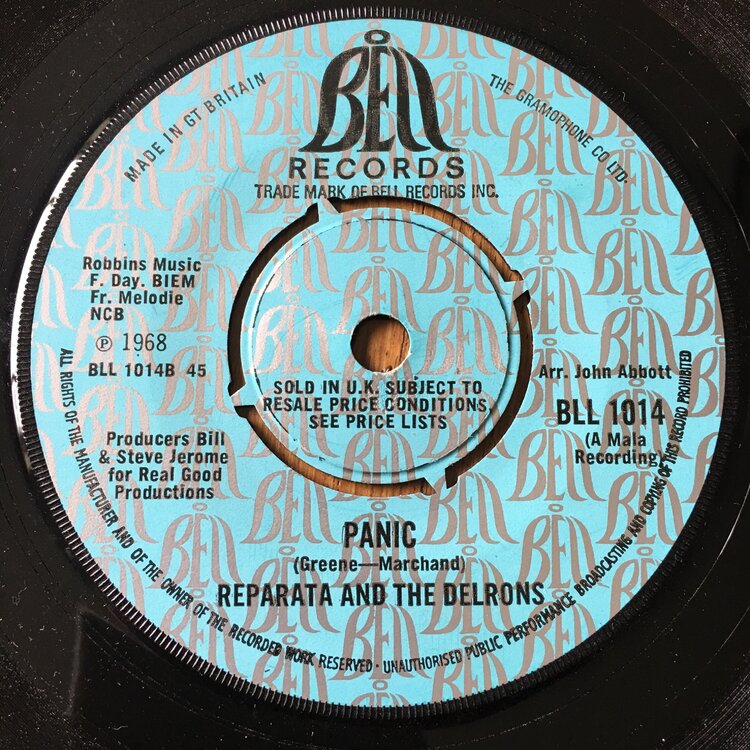 BELL
RECORDS
TRADE MARK OF BELL RECORDS INC.
MADE IN GT BRITAIN
THE GRAMOPHONE CO LTD.
Robbins Music
F. Day. BIEM
Fr. Melodie
NCB
℗ 1968
BLL 1014B 45
Producers Bill
& Steve Jerome
for Real Good
Productions
SOLD IN U.K. SUBJECT TO
RESALE PRICE CONDITIONS,
SEE PRICE LISTS
Arr. John Abbott
BLL 1014
(A Mala
Recording)
PANIC
(Greene—Marchand)
REPARATA AND THE DELRONS
ALL RIGHTS OF THE MANUFACTURER AND OF THE OWNER OF THE RECORDED WORK RESERVED · UNAUTHORISED PUBLIC PERFORMANCE BROADCASTING AND COPYING OF THIS RECORD PROHIBITED